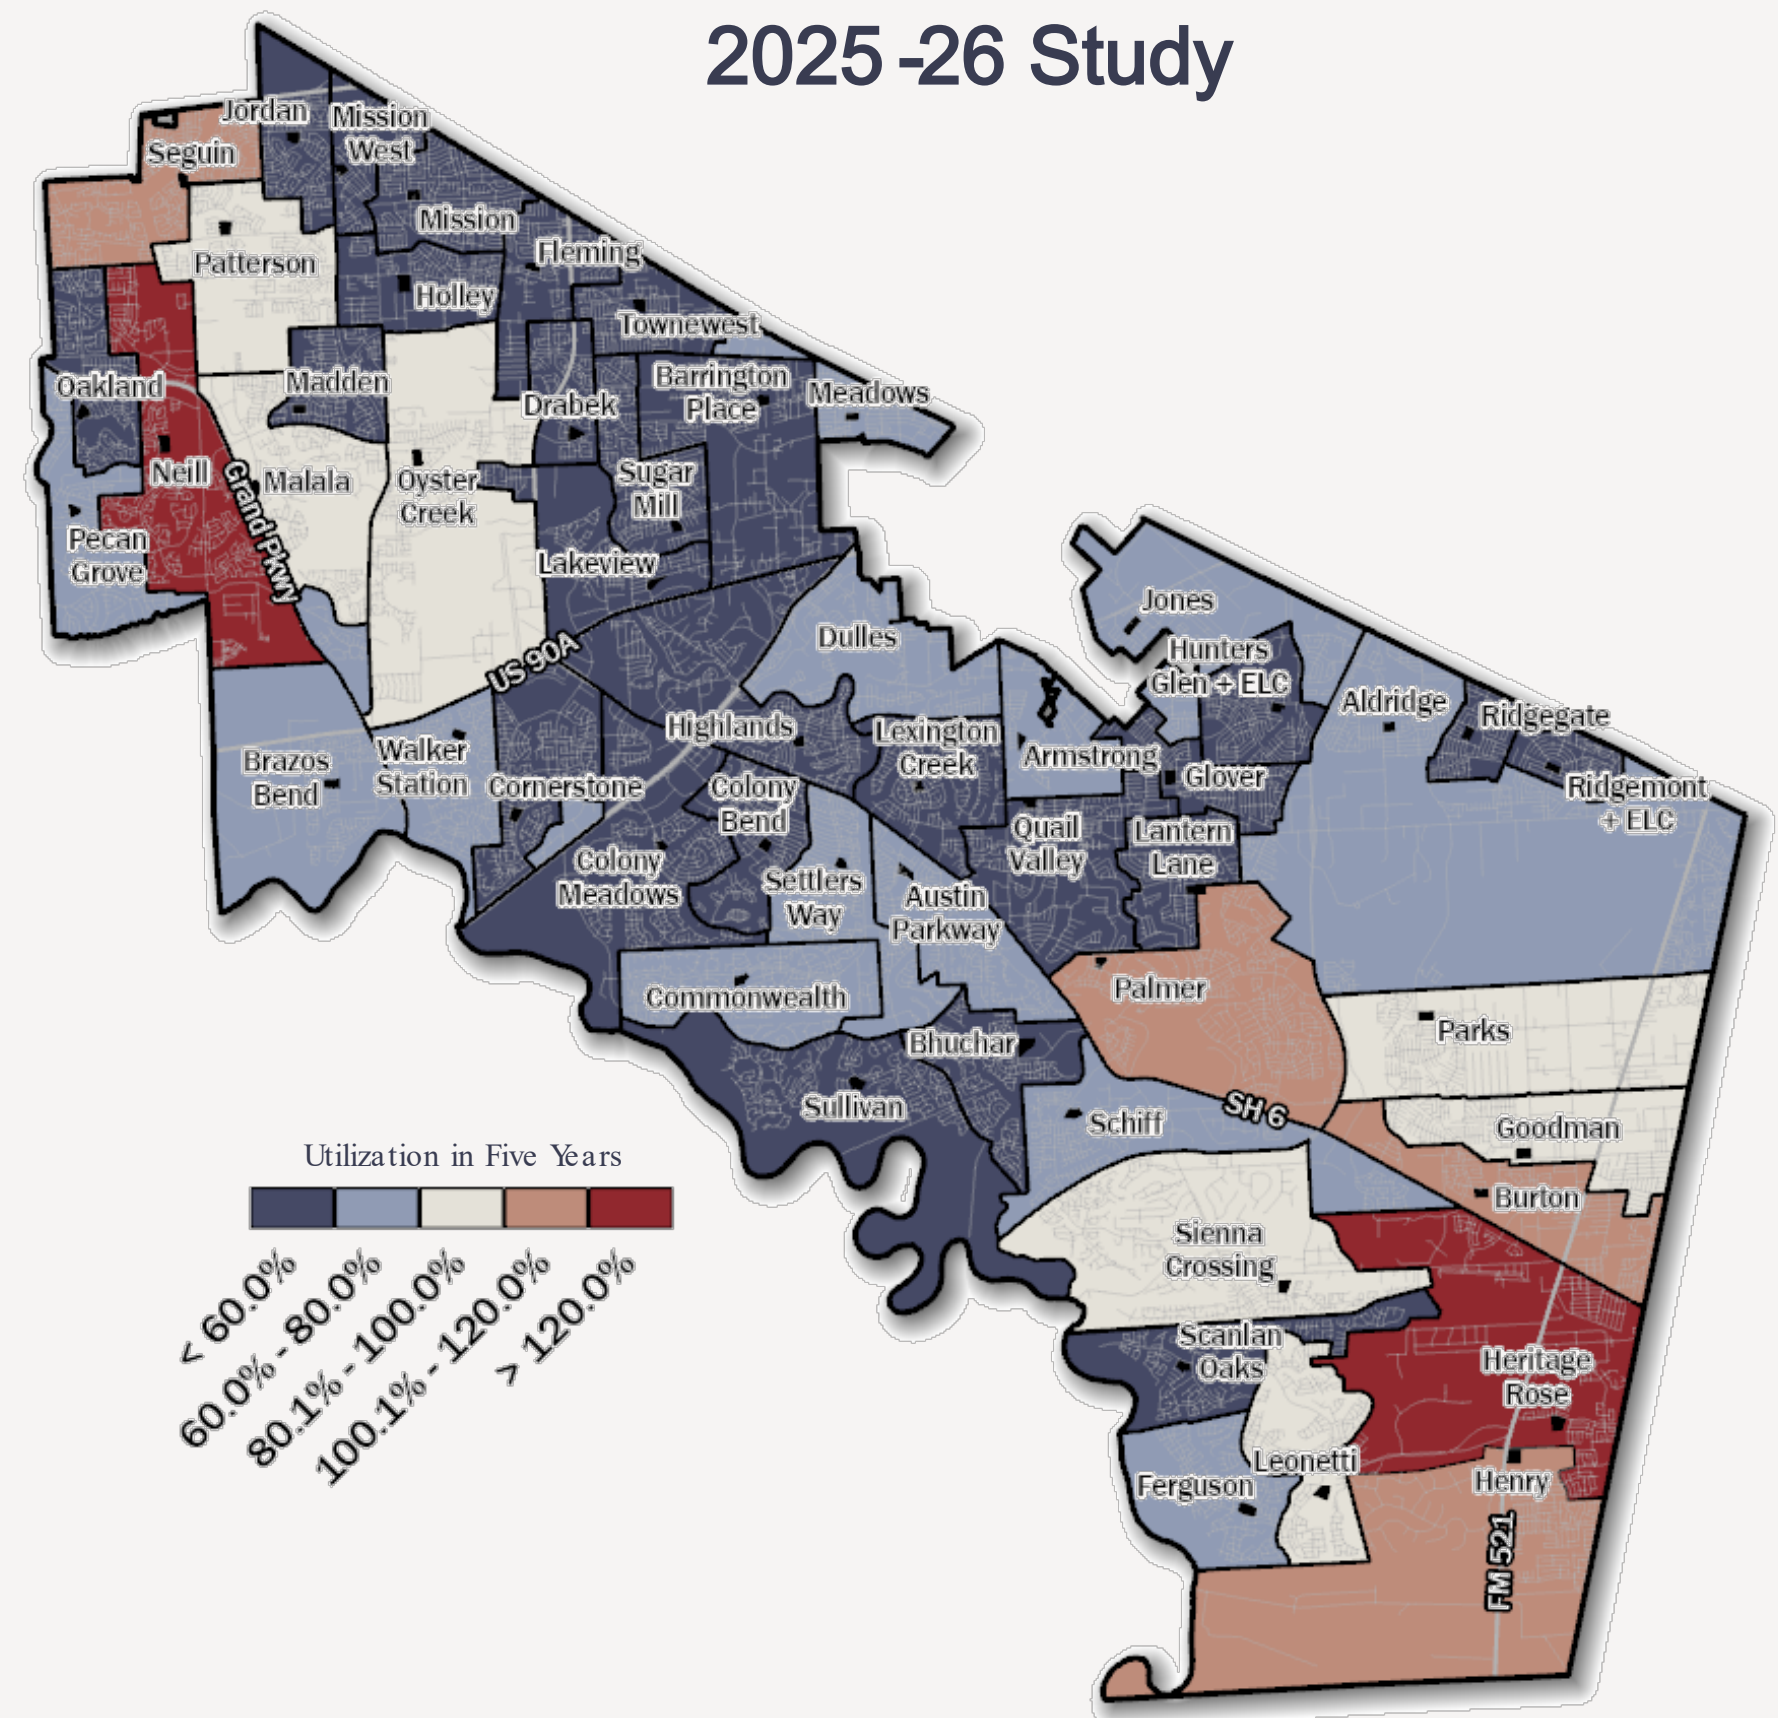 2025-26 Study
Jordan
Mission
West
Seguin
Mission
Fleming
Patterson
Holley
Townewest
Oakland
Madden
Barrington
Place
Meadows
Drabek
Neill
Grand Pkwy
Malala
Oyster
Creek
Sugar
Mill
Pecan
Grove
Lakeview
Jones
Dulles
Hunters
Glen + ELC
US 90A
Aldridge
Ridgegate
Highlands
Lexington
Creek
Armstrong
Glover
Brazos
Bend
Walker
Station
Cornerstone
Colony
Bend
Ridgemont
+ ELC
Quail
Valley
Lantern
Lane
Colony
Meadows
Settlers
Way
Austin
Parkway
Commonwealth
Palmer
Parks
Bhuchar
Sullivan
Schiff
SH 6
Goodman
Burton
Sienna
Crossing
Scanlan
Oaks
Heritage
Rose
Leonetti
Ferguson
Henry
FM 521
Utilization in Five Years
< 60.0%
60.0% - 80.0%
80.1% - 100.0%
100.1% - 120.0%
> 120.0%